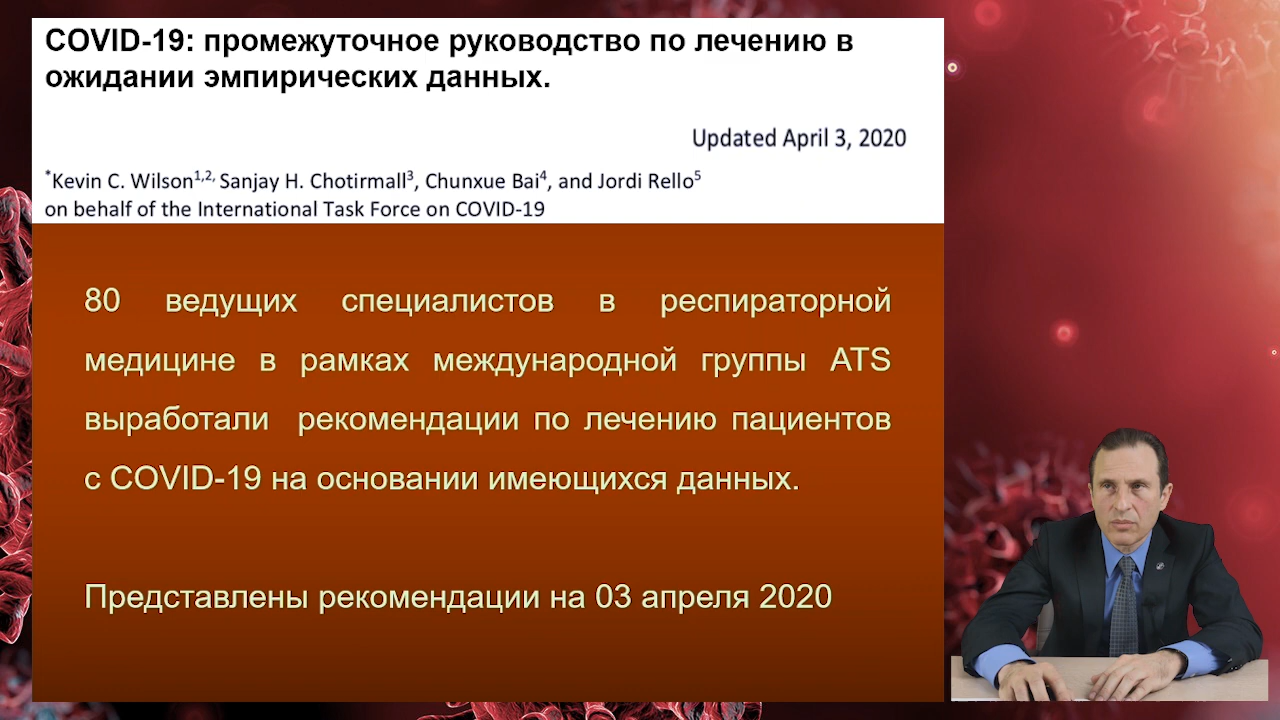 COVID-19: промежуточное руководство по лечению в
ожидании эмпирических данных.
Updated April 3, 2020
*Kevin C. Wilson1,2, Sanjay H. Chotirmall3, Chunxue Bai4, and Jordi Rello5
on behalf of the International Task Force on COVID-19
80 ведущих специалистов в респираторной
медицине в рамках международной группы ATS
выработали рекомендации по лечению пациентов
с COVID-19 на основании имеющихся данных.
Представлены рекомендации на 03 апреля 2020